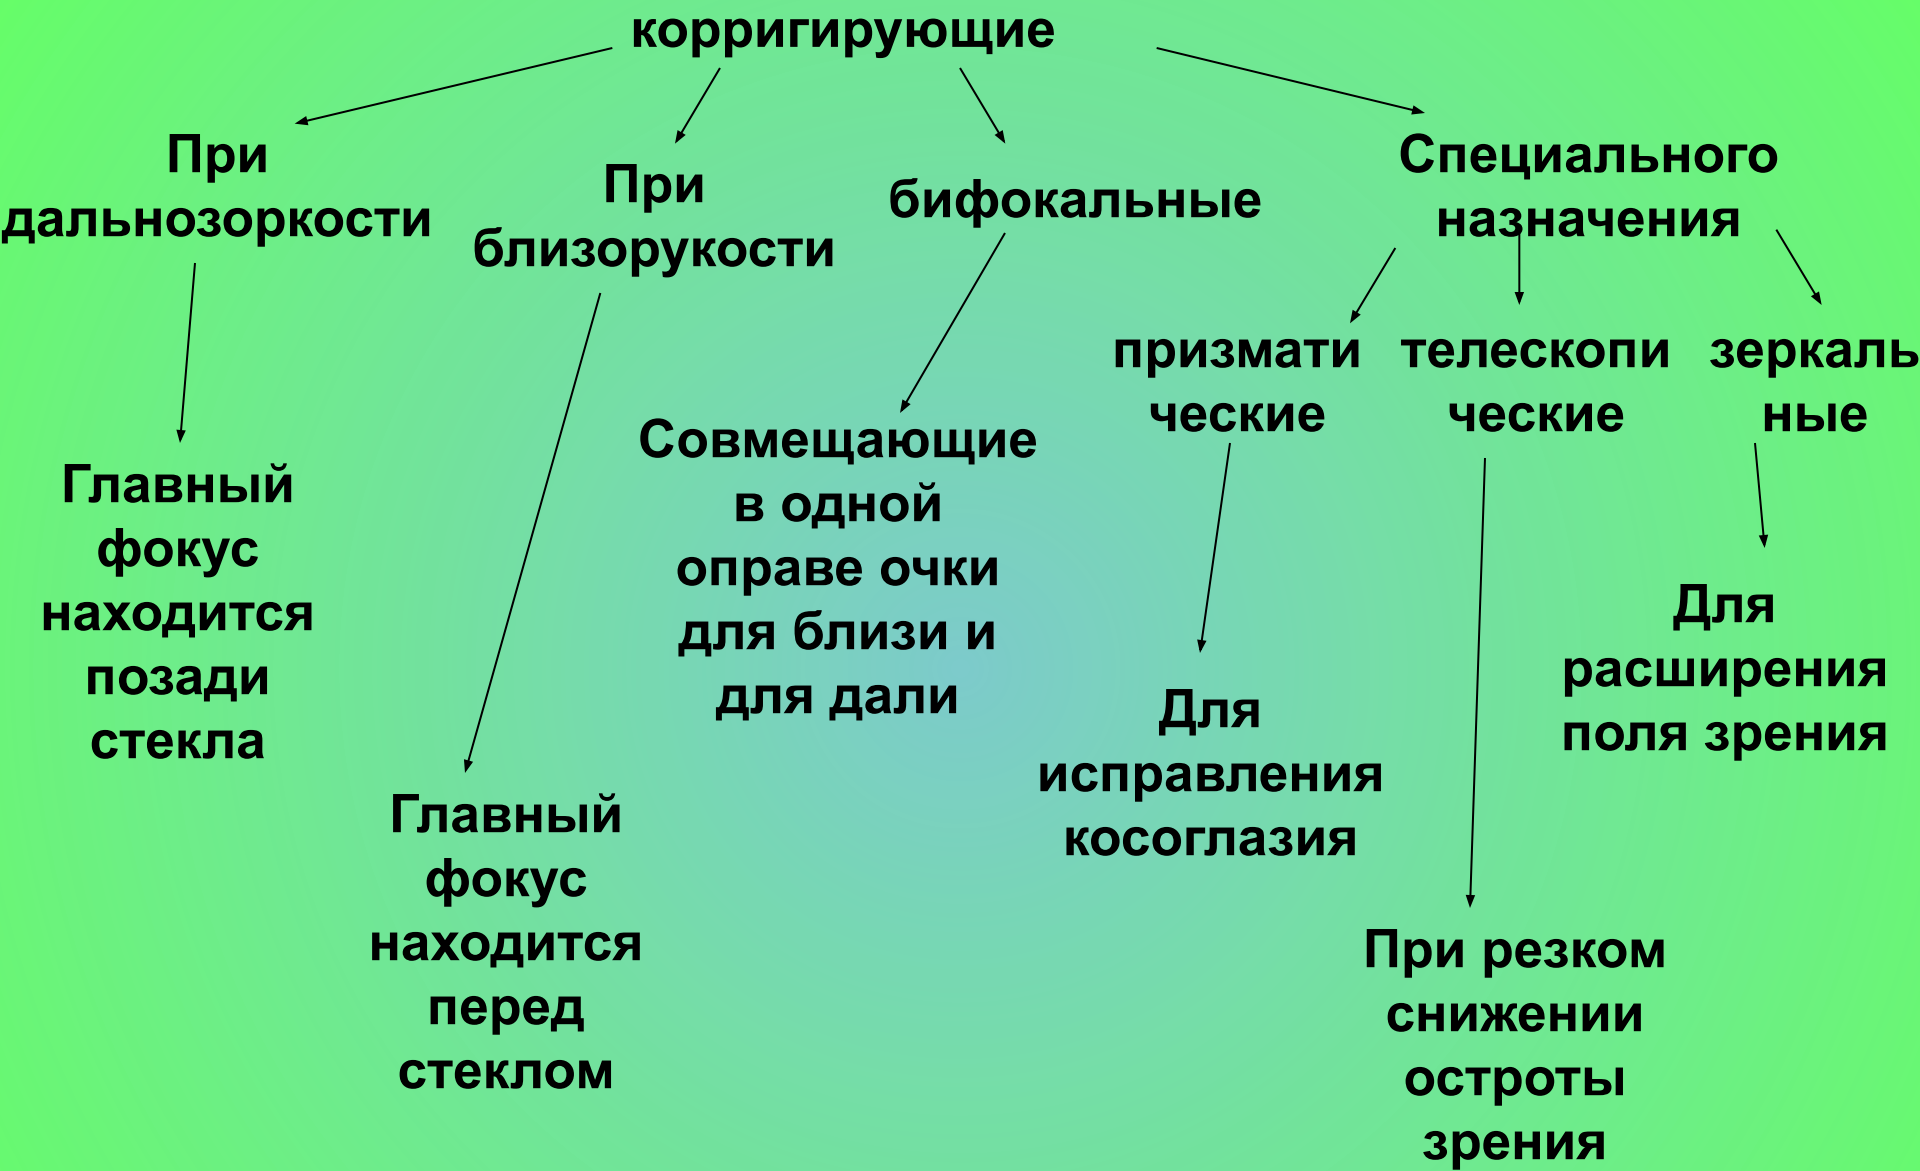 корригирующие
При
дальнозоркости
При
близорукости
бифокальные
Специального
назначения
призмати
ческие
телескопи
ческие
зеркаль
ные
Главный
фокус
находится
позади
стекла
Главный
фокус
находится
перед
стеклом
Совмещающие
в одной
оправе очки
для близи и
для дали
Для
исправления
косоглазия
При резком
снижении
остроты
зрения
Для
расширения
поля зрения